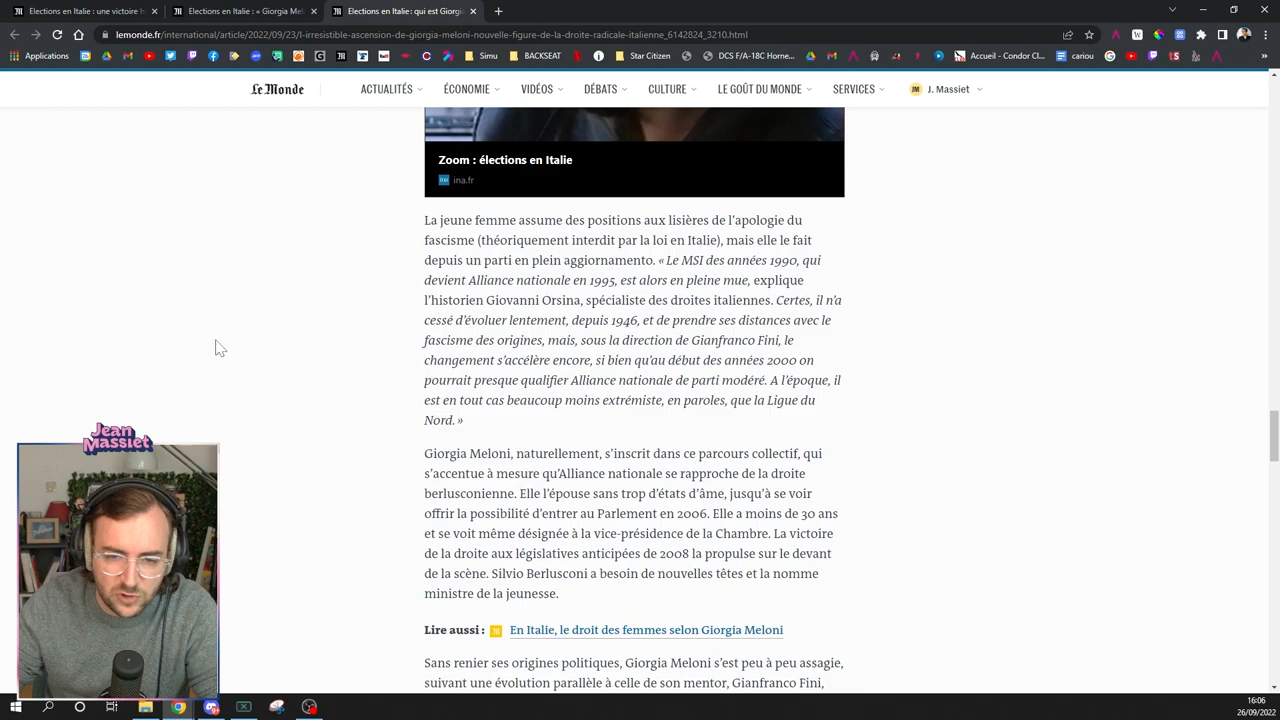 Elections en Italie : une victoire h
Elections en Italie : « Giorgia Mel
Elections en Italie : qui est Giorgi
lemonde.fr/international/article/2022/09/23/l-irresistible-ascension-de-giorgia-meloni-nouvelle-figure-de-la-droite-radicale-italienne_6142824_3210.html
Applications
BOUFFE
BACKSEAT
Star Citizen
DCS F/A-18C Horne...
Accueil - Condor Cl...
cariou
Le Monde
ACTUALITÉS
ÉCONOMIE
VIDÉOS
DÉBATS
CULTURE
LE GOÛT DU MONDE
SERVICES
JM
J. Massiet
Zoom : élections en Italie
ina
ina.fr
La jeune femme assume des positions aux lisières de l’apologie du
fascisme (théoriquement interdit par la loi en Italie), mais elle le fait
depuis un parti en plein aggiornamento. « Le MSI des années 1990, qui
devient Alliance nationale en 1995, est alors en pleine mue, explique
l’historien Giovanni Orsina, spécialiste des droites italiennes. Certes, il n’a
cessé d’évoluer lentement, depuis 1946, et de prendre ses distances avec le
fascisme des origines, mais, sous la direction de Gianfranco Fini, le
changement s’accélère encore, si bien qu’au début des années 2000 on
pourrait presque qualifier Alliance nationale de parti modéré. A l’époque, il
est en tout cas beaucoup moins extrémiste, en paroles, que la Ligue du
Nord. »
Giorgia Meloni, naturellement, s’inscrit dans ce parcours collectif, qui
s’accentue à mesure qu’Alliance nationale se rapproche de la droite
berlusconienne. Elle l’épouse sans trop d’états d’âme, jusqu’à se voir
offrir la possibilité d’entrer au Parlement en 2006. Elle a moins de 30 ans
et se voit même désignée à la vice-présidence de la Chambre. La victoire
de la droite aux législatives anticipées de 2008 la propulse sur le devant
de la scène. Silvio Berlusconi a besoin de nouvelles têtes et la nomme
ministre de la jeunesse.
Lire aussi : En Italie, le droit des femmes selon Giorgia Meloni
Sans renier ses origines politiques, Giorgia Meloni s’est peu à peu assagie,
suivant une évolution parallèle à celle de son mentor, Gianfranco Fini,
Jean
Massiet
16:06
26/09/2022